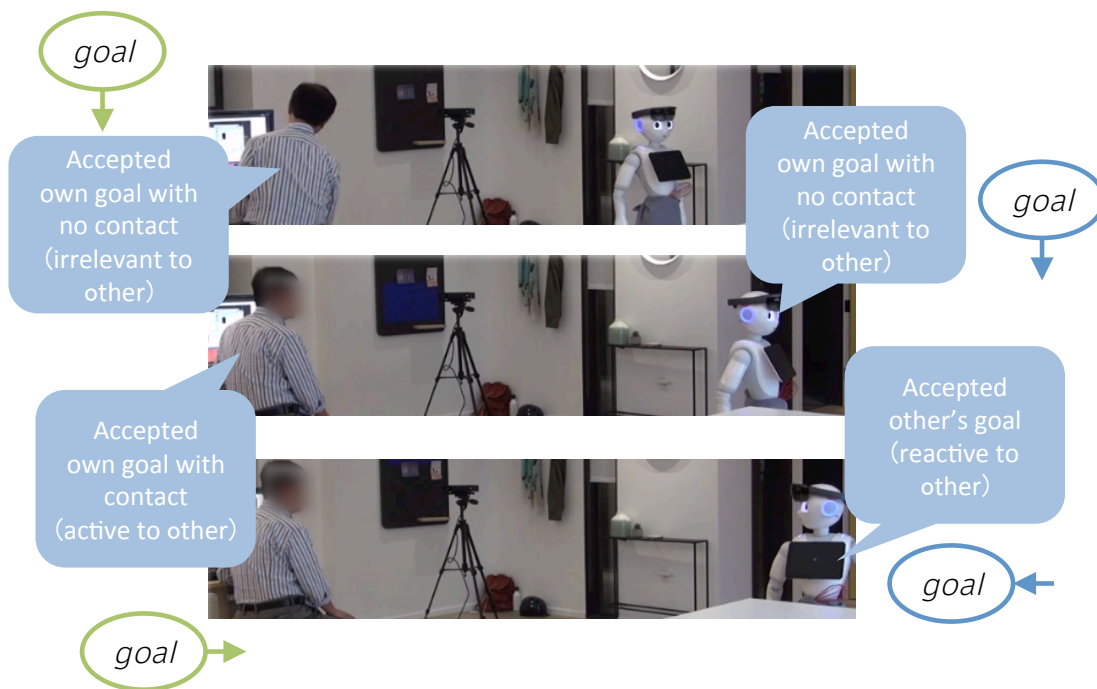 goal
Accepted
own goal with
no contact
（irrelevant to
other）
Accepted
own goal with
no contact
（irrelevant to
other）
goal
Accepted
own goal with
contact
（active to other）
Accepted
other’s goal
（reactive to
other）
goal
goal